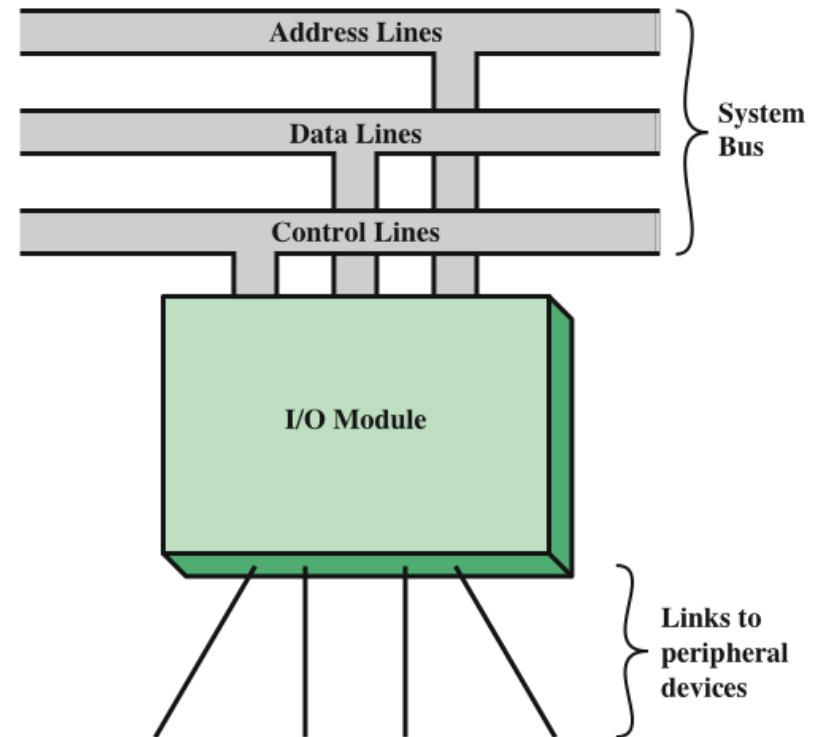 Address Lines
Data Lines
Control Lines
System
Bus
I/O Module
Links to
peripheral
devices